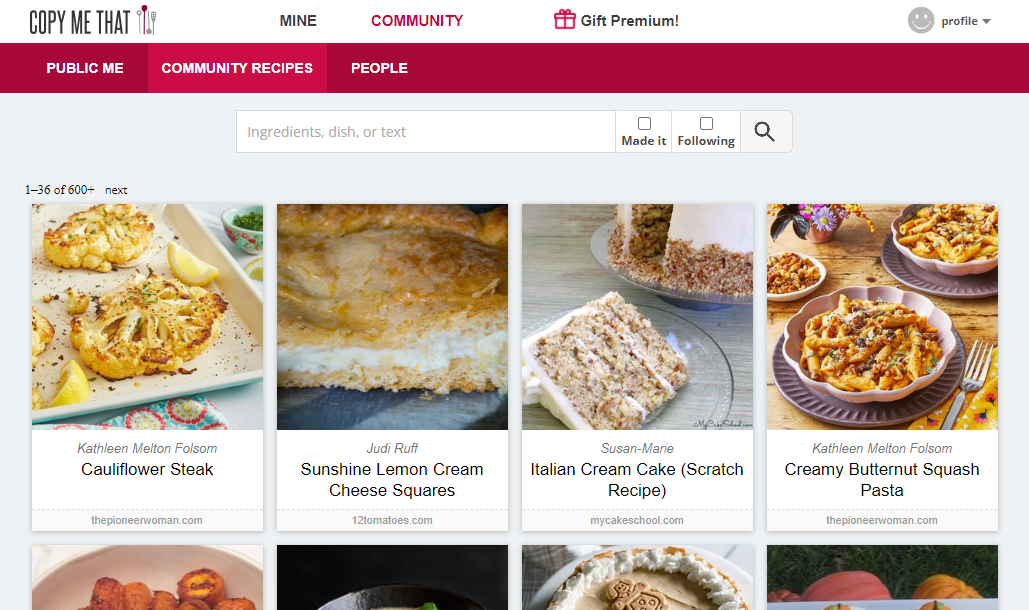 COPY ME THAT
MINE
COMMUNITY
Gift Premium!
profile
PUBLIC ME
COMMUNITY RECIPES
PEOPLE
Ingredients, dish, or text
Made it
Following
1–36 of 600+ next
MyCakeSchool.com
Kathleen Melton Folsom
Cauliflower Steak
thepioneerwoman.com
Judi Ruff
Sunshine Lemon Cream
Cheese Squares
12tomatoes.com
Susan-Marie
Italian Cream Cake (Scratch
Recipe)
mycakeschool.com
Kathleen Melton Folsom
Creamy Butternut Squash
Pasta
thepioneerwoman.com